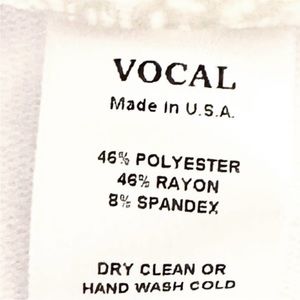 VOCAL
Made in U.S.A.
46% POLYESTER
46% RAYON
8% SPANDEX
DRY CLEAN OR
HAND WASH COLD